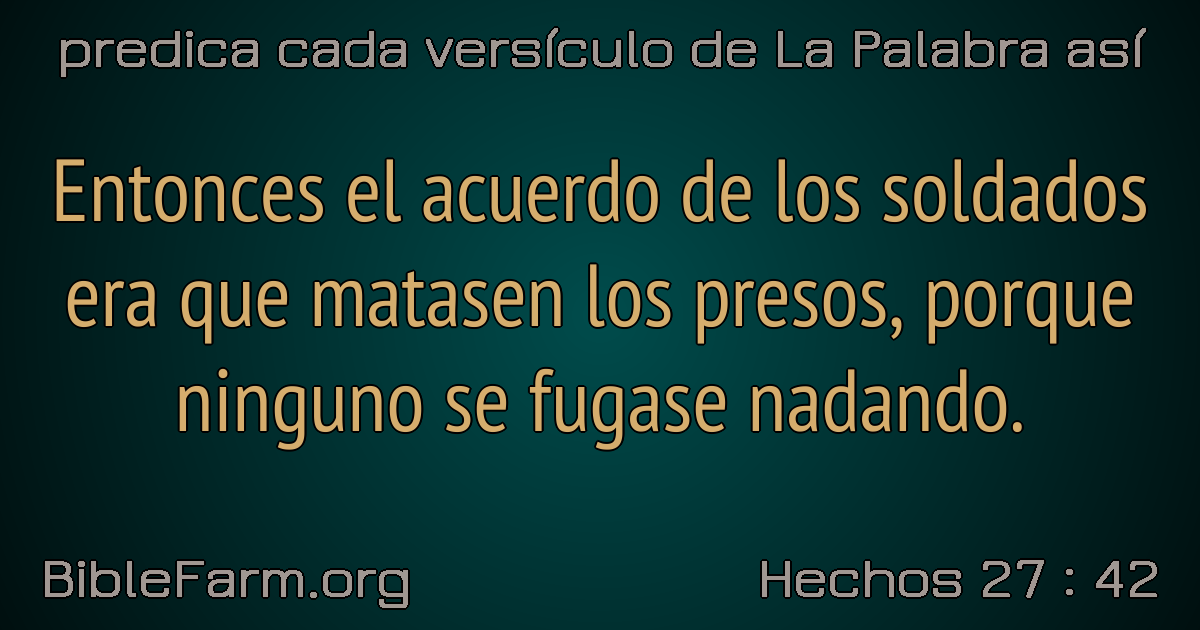 predica cada versículo de La Palabra así
Entonces el acuerdo de los soldados
era que matasen los presos, porque
ninguno se fugase nadando.
BibleFarm.org
Hechos 27 : 42